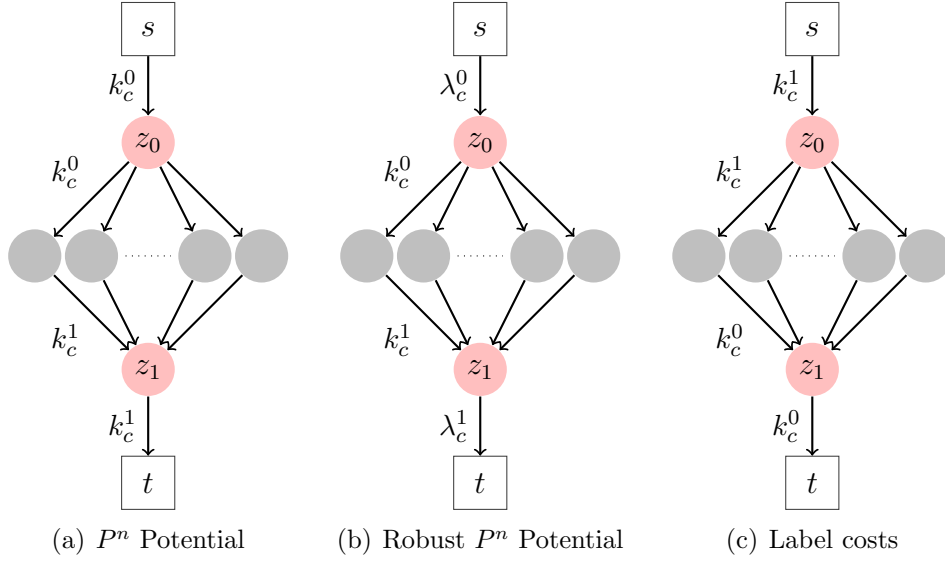 s s s
k_c^0 λ_c^0 k_c^1
z_0 z_0 z_0
k_c^0 k_c^0 k_c^1
k_c^1 k_c^1 k_c^0
z_1 z_1 z_1
k_c^1 λ_c^1 k_c^0
t t t
(a) P^n Potential (b) Robust P^n Potential (c) Label costs